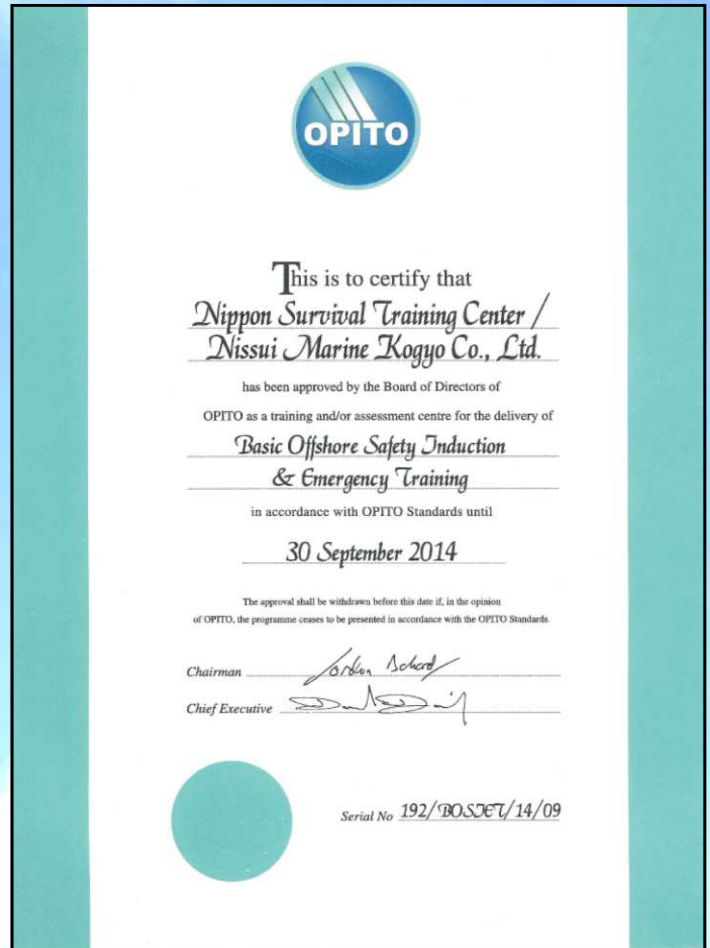 OPITO
This is to certify that
Nippon Survival Training Center /
Nissui Marine Kogyo Co., Ltd.
has been approved by the Board of Directors of
OPITO as a training and/or assessment centre for the delivery of
Basic Offshore Safety Induction
& Emergency Training
in accordance with OPITO Standards until
30 September 2014
The approval shall be withdrawn before this date if, in the opinion
of OPITO, the programme ceases to be presented in accordance with the OPITO Standards.
Chairman
Chief Executive
Serial No 192/BOSIET/14/09